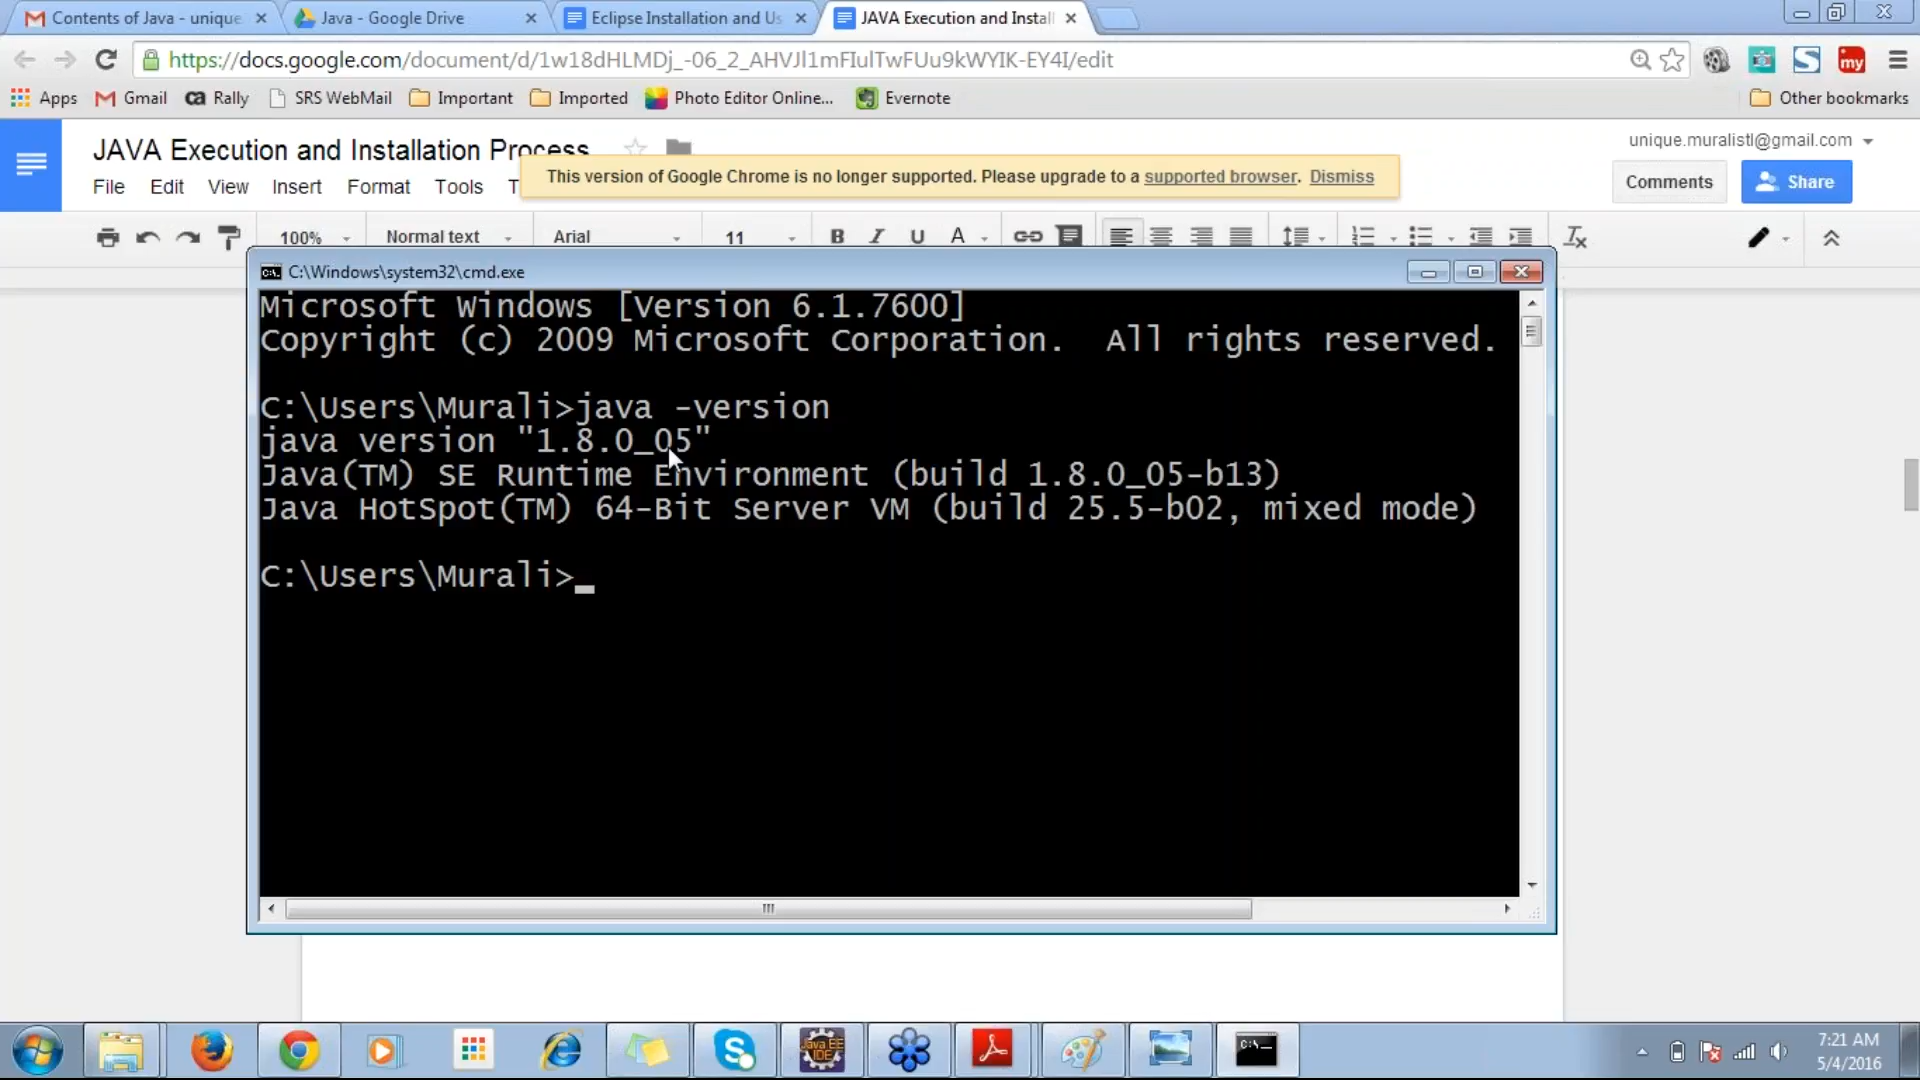 Contents of Java - unique
Java - Google Drive
Eclipse Installation and Us
JAVA Execution and Install
https://docs.google.com/document/d/1w18dHLMDj_-06_2_AHVJl1mFIulTwFUu9kWYIK-EY4I/edit
Apps
Gmail
ca Rally
SRS WebMail
Important
Imported
Photo Editor Online...
Evernote
Other bookmarks
my
JAVA Execution and Installation Process
unique.muralistl@gmail.com
File Edit View Insert Format Tools T
This version of Google Chrome is no longer supported. Please upgrade to a supported browser. Dismiss
Comments
Share
100% Normal text Arial 11 B I U A
C:\Windows\system32\cmd.exe
Microsoft Windows [Version 6.1.7600]
Copyright (c) 2009 Microsoft Corporation.  All rights reserved.
C:\Users\Murali>java -version
java version "1.8.0_05"
Java(TM) SE Runtime Environment (build 1.8.0_05-b13)
Java HotSpot(TM) 64-Bit Server VM (build 25.5-b02, mixed mode)
C:\Users\Murali>_
Java EE
IDE
C:\_
7:21 AM
5/4/2016